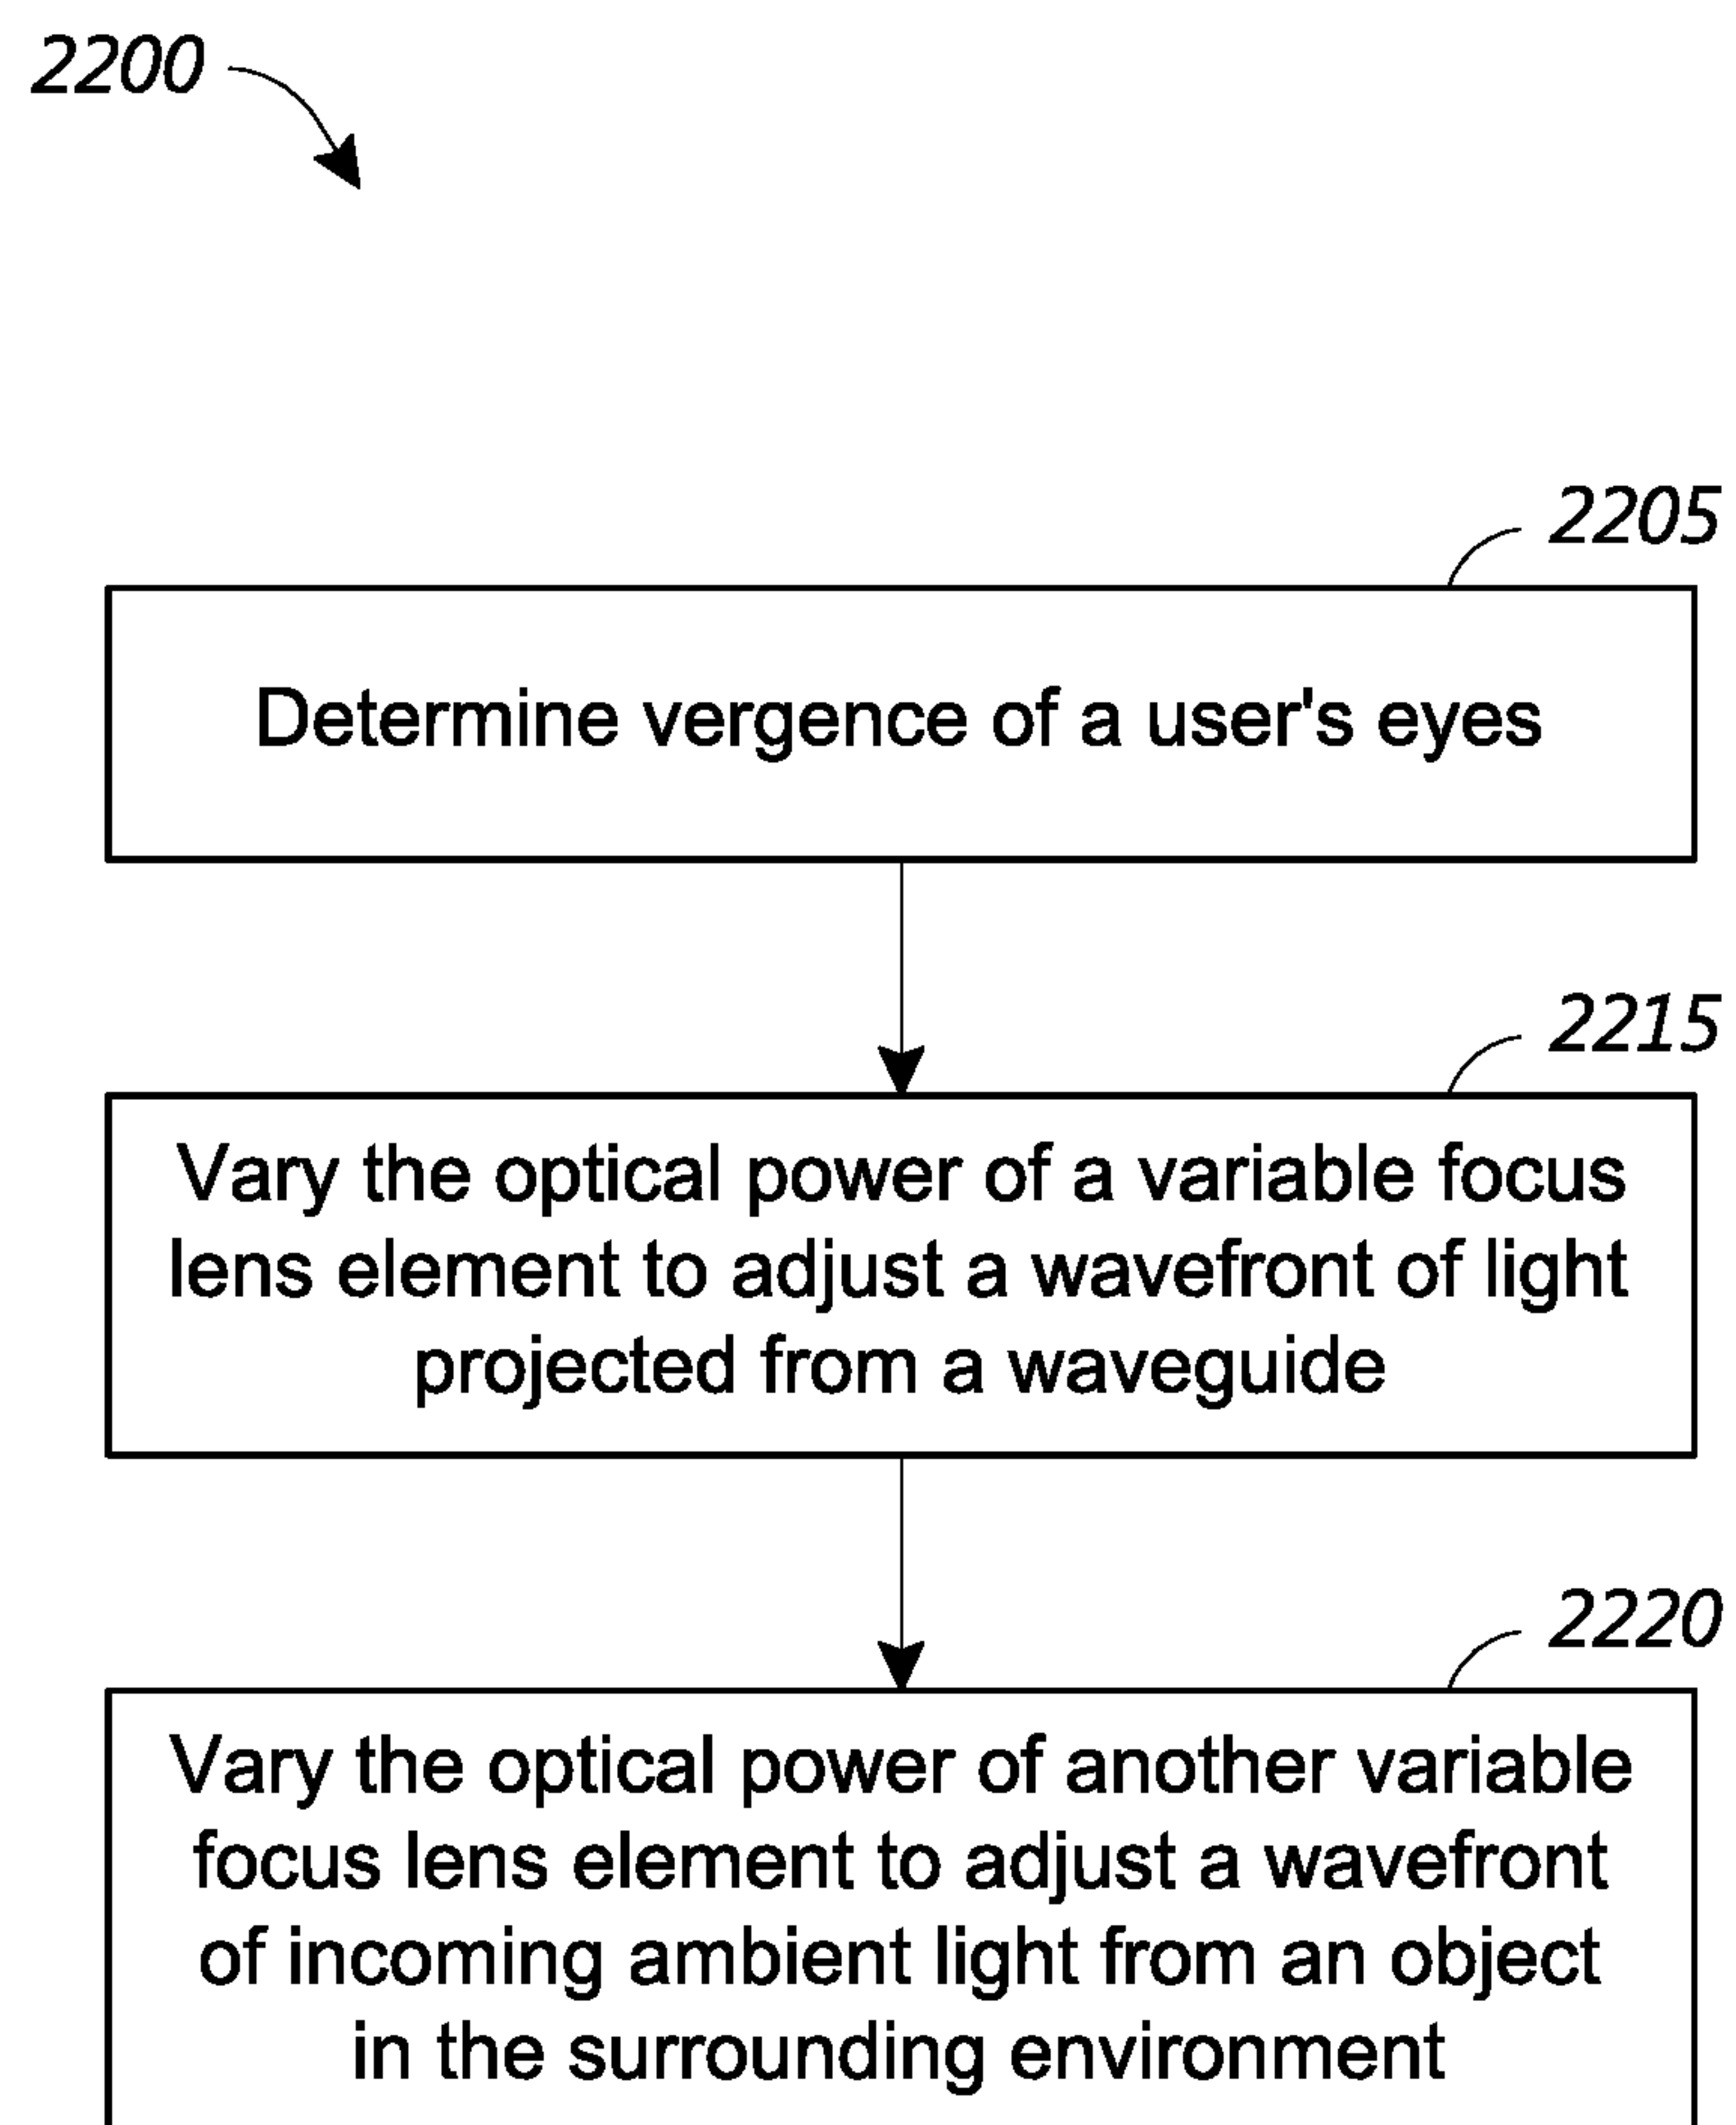 2200
2205
Determine vergence of a user's eyes
2215
Vary the optical power of a variable focus
lens element to adjust a wavefront of light
projected from a waveguide
2220
Vary the optical power of another variable
focus lens element to adjust a wavefront
of incoming ambient light from an object
in the surrounding environment